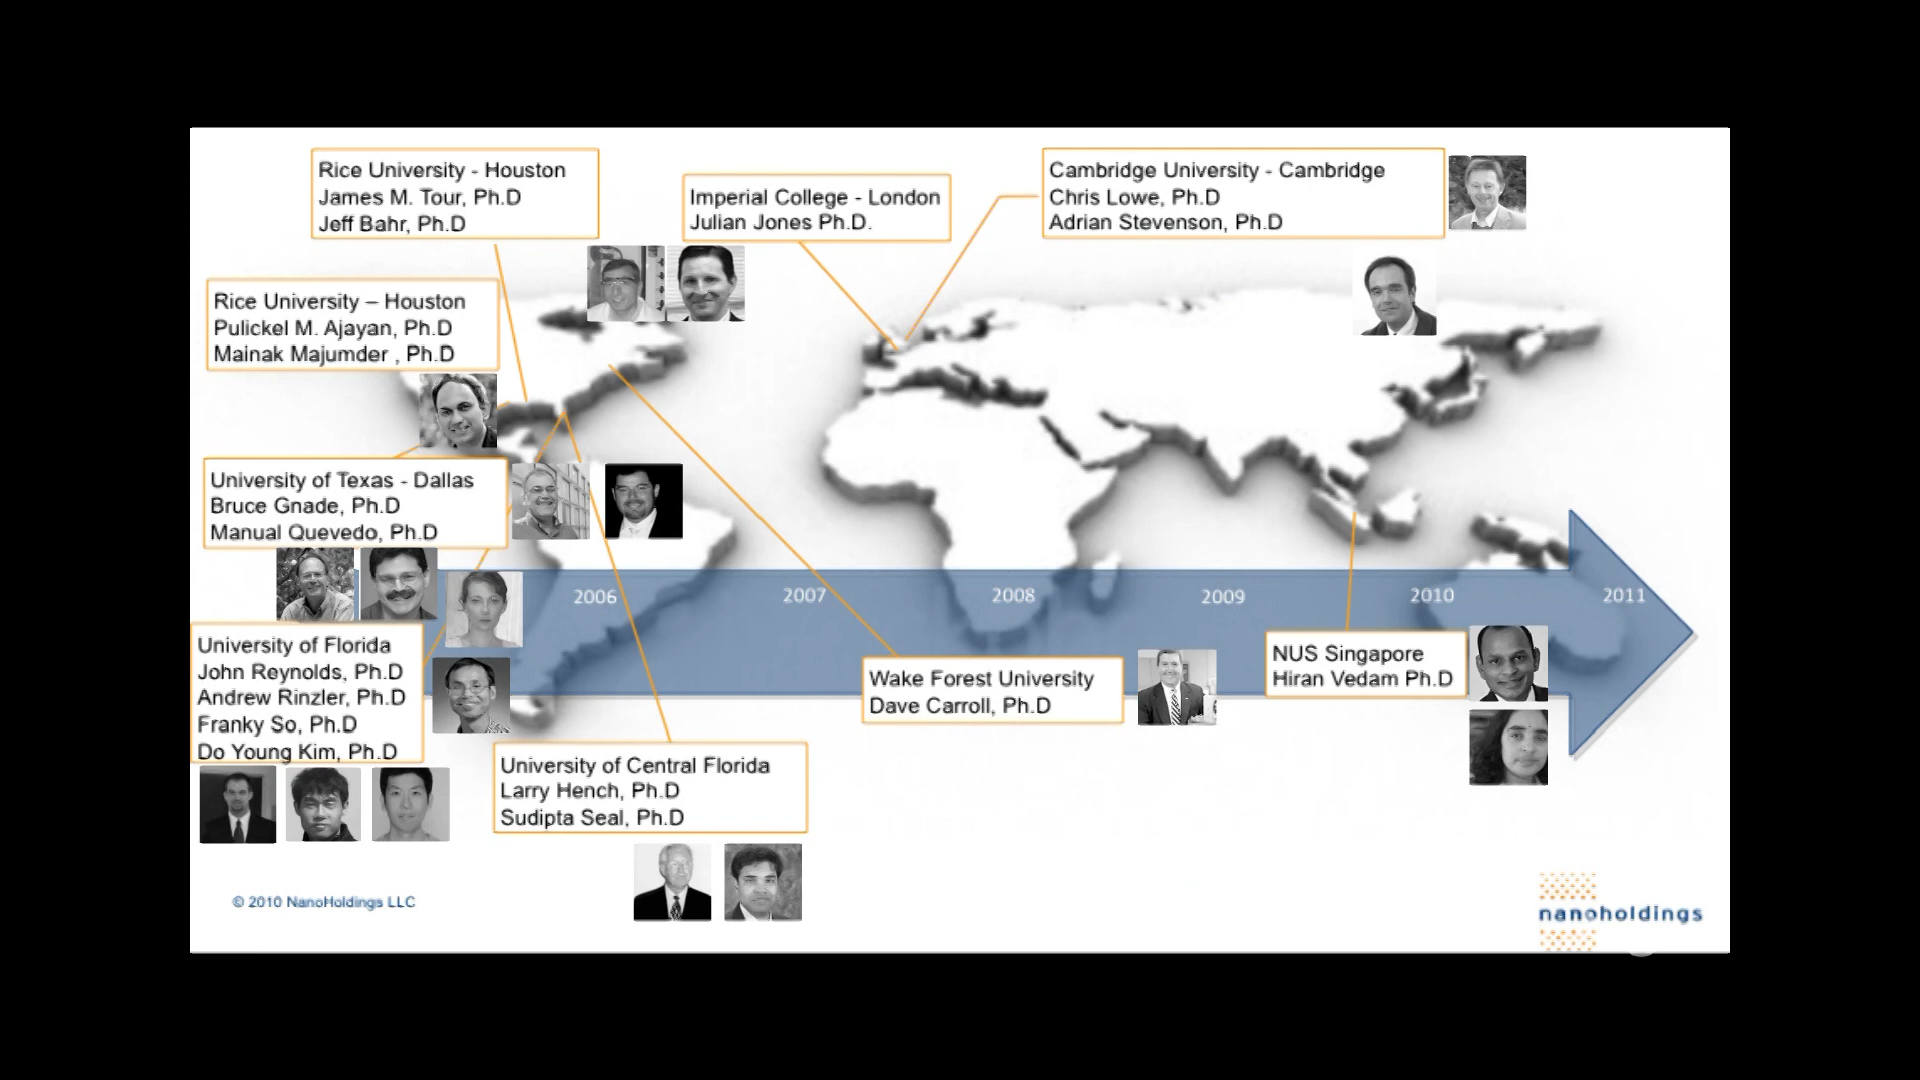 Rice University - Houston
James M. Tour, Ph.D
Jeff Bahr, Ph.D
Imperial College - London
Julian Jones Ph.D.
Cambridge University - Cambridge
Chris Lowe, Ph.D
Adrian Stevenson, Ph.D
Rice University – Houston
Pulickel M. Ajayan, Ph.D
Mainak Majumder , Ph.D
University of Texas - Dallas
Bruce Gnade, Ph.D
Manual Quevedo, Ph.D
2006
2007
2008
2009
2010
2011
University of Florida
John Reynolds, Ph.D
Andrew Rinzler, Ph.D
Franky So, Ph.D
Do Young Kim, Ph.D
Wake Forest University
Dave Carroll, Ph.D
NUS Singapore
Hiran Vedam Ph.D
University of Central Florida
Larry Hench, Ph.D
Sudipta Seal, Ph.D
© 2010 NanoHoldings LLC
nanoholdings